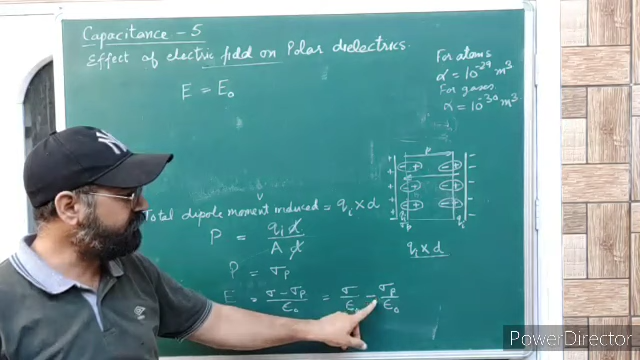 Capacitance - 5
Effect of electric field on Polar dielectrics.
E = E₀
For atoms
α = 10⁻²⁹ m³
For gases
α = 10⁻³⁰ m³
P
Total dipole moment induced = qᵢ × d
qᵢ × d
P = qᵢ d / A d
P = σₚ
E = σ - σₚ / ε₀ = σ / ε₀ - σₚ / ε₀
NY
PowerDirector